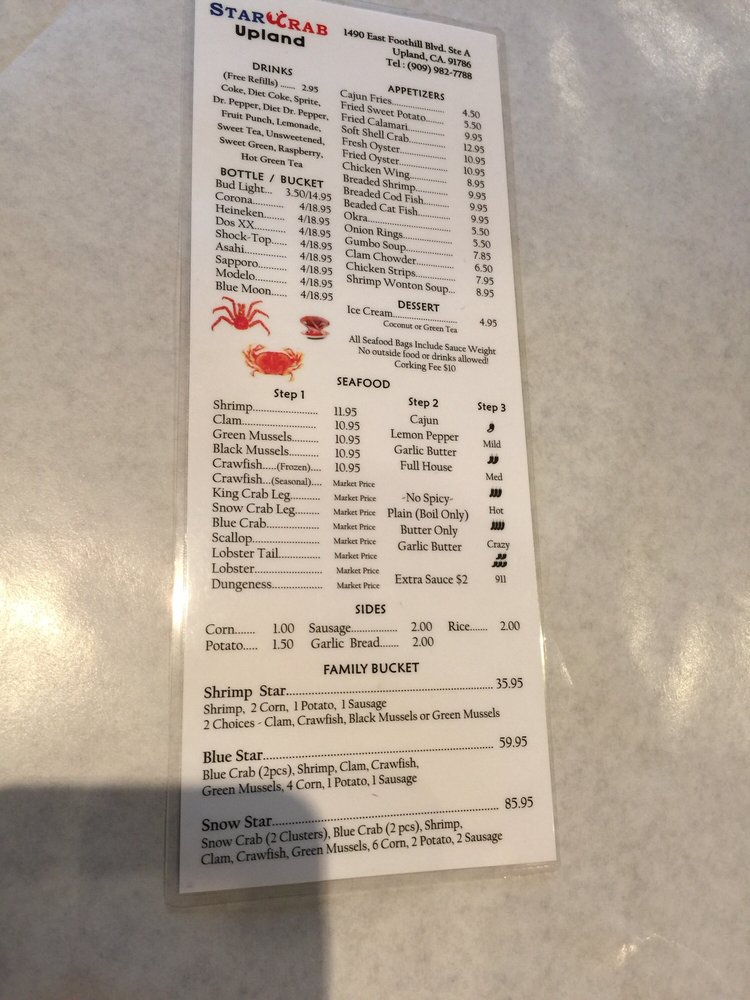 STAR CRAB
Upland
1490 East Foothill Blvd. Ste A
Upland, CA. 91786
Tel : (909) 982-7788
DRINKS
(Free Refills) ...... 2.95
Coke, Diet Coke, Sprite,
Dr. Pepper, Diet Dr. Pepper,
Fruit Punch, Lemonade,
Sweet Tea, Unsweetened,
Sweet Green, Raspberry,
Hot Green Tea
BOTTLE / BUCKET
Bud Light... 3.50/14.95
Corona........... 4/18.95
Heineken....... 4/18.95
Dos XX........... 4/18.95
Shock-Top..... 4/18.95
Asahi.............. 4/18.95
Sapporo.......... 4/18.95
Modelo........... 4/18.95
Blue Moon..... 4/18.95
APPETIZERS
Cajun Fries.................. 4.50
Fried Sweet Potato...... 5.50
Fried Calamari............. 9.95
Soft Shell Crab............ 12.95
Fresh Oyster................ 10.95
Fried Oyster................ 10.95
Chicken Wing.............. 8.95
Breaded Shrimp........... 9.95
Breaded Cod Fish........ 9.95
Beaded Cat Fish........... 9.95
Okra............................ 5.50
Onion Rings................. 5.50
Gumbo Soup................ 7.85
Clam Chowder............. 6.50
Chicken Strips.............. 7.95
Shrimp Wonton Soup... 8.95
DESSERT
Ice Cream........................ 4.95
Coconut or Green Tea
All Seafood Bags Include Sauce Weight
No outside food or drinks allowed!
Corking Fee $10
SEAFOOD
Step 1
Shrimp.................... 11.95
Clam....................... 10.95
Green Mussels......... 10.95
Black Mussels.......... 10.95
Crawfish.....(Frozen).... 10.95
Crawfish...(Seasonal).... Market Price
King Crab Leg.......... Market Price
Snow Crab Leg......... Market Price
Blue Crab................. Market Price
Scallop..................... Market Price
Lobster Tail.............. Market Price
Lobster..................... Market Price
Dungeness................ Market Price
Step 2
Cajun
Lemon Pepper
Garlic Butter
Full House
-No Spicy-
Plain (Boil Only)
Butter Only
Garlic Butter
Extra Sauce $2
Step 3
Mild
Med
Hot
Crazy
911
SIDES
Corn....... 1.00 Sausage............... 2.00 Rice...... 2.00
Potato..... 1.50 Garlic Bread....... 2.00
FAMILY BUCKET
Shrimp Star.................................................. 35.95
Shrimp, 2 Corn, 1 Potato, 1 Sausage
2 Choices - Clam, Crawfish, Black Mussels or Green Mussels
Blue Star....................................................... 59.95
Blue Crab (2pcs), Shrimp, Clam, Crawfish,
Green Mussels, 4 Corn, 1 Potato, 1 Sausage
Snow Star...................................................... 85.95
Snow Crab (2 Clusters), Blue Crab (2 pcs), Shrimp,
Clam, Crawfish, Green Mussels, 6 Corn, 2 Potato, 2 Sausage